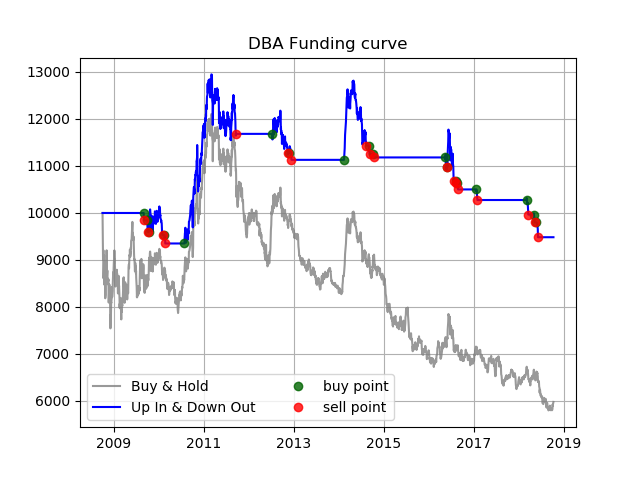 DBA Funding curve
13000
12000
11000
10000
9000
8000
7000
6000
Buy & Hold
Up In & Down Out
buy point
sell point
2009 2011 2013 2015 2017 2019